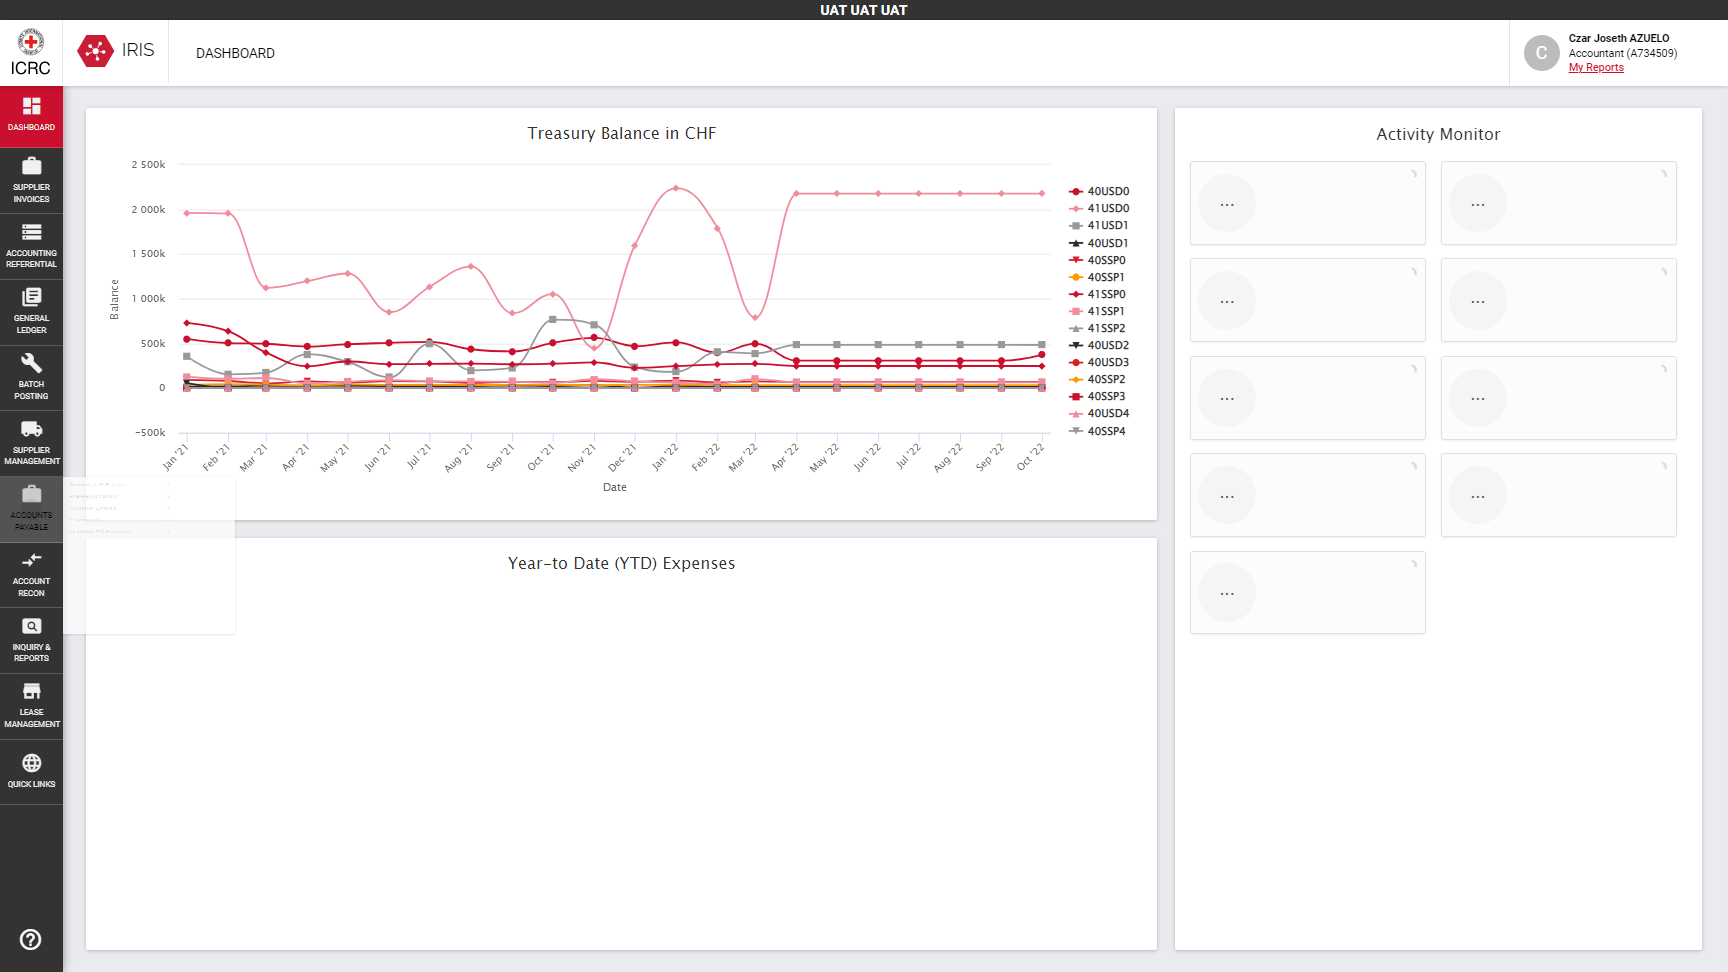 UAT UAT UAT
ICRC
IRIS
DASHBOARD
Czar Joseth AZUELO
Accountant (A734509)
My Reports
C
DASHBOARD
SUPPLIER
INVOICES
ACCOUNTING
REFERENTIAL
GENERAL
LEDGER
BATCH
POSTING
SUPPLIER
MANAGEMENT
ACCOUNTS
PAYABLE
ACCOUNT
RECON
INQUIRY &
REPORTS
LEASE
MANAGEMENT
QUICK LINKS
Treasury Balance in CHF
2 500k
2 000k
1 500k
1 000k
500k
0
-500k
Balance
Jan '21
Feb '21
Mar '21
Apr '21
May '21
Jun '21
Jul '21
Aug '21
Sep '21
Oct '21
Nov '21
Dec '21
Jan '22
Feb '22
Mar '22
Apr '22
May '22
Jun '22
Jul '22
Aug '22
Sep '22
Oct '22
Date
40USD0
41USD0
41USD1
40USD1
40SSP0
40SSP1
41SSP0
41SSP1
41SSP2
40USD2
40USD3
40SSP2
40SSP3
40USD4
40SSP4
Year-to Date (YTD) Expenses
Activity Monitor
...
...
...
...
...
...
...
...
...